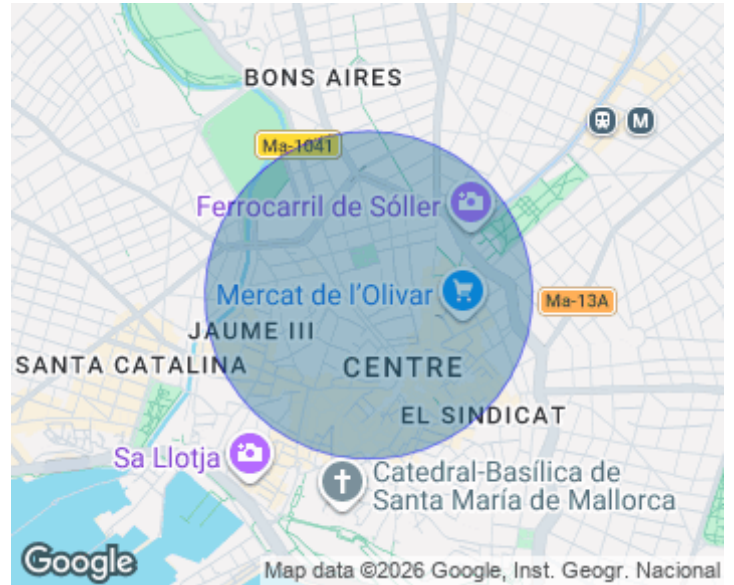 BONS AIRES
M
Ma-1041
Ferrocarril de Sóller
Mercat de l'Olivar
Ma-13A
JAUME III
SANTA CATALINA
CENTRE
EL SINDICAT
Sa Llotja
Catedral-Basílica de
Santa María de Mallorca
Google
Map data ©2026 Google, Inst. Geogr. Nacional